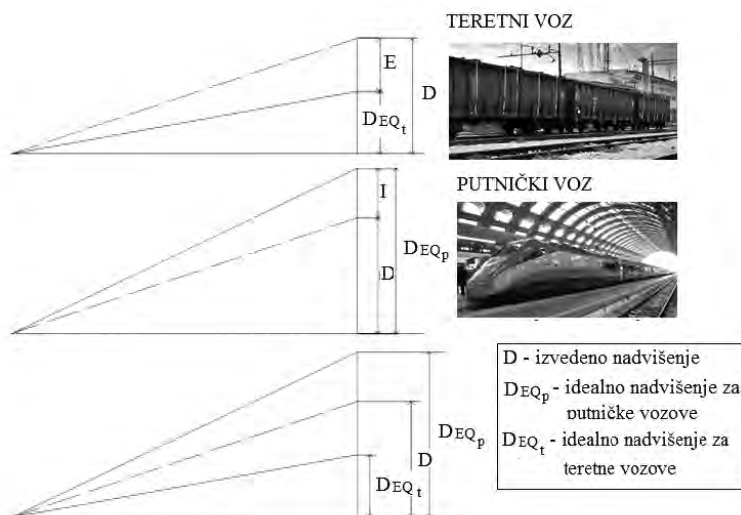 TERETNI VOZ
E
D
DEQt
PUTNIČKI VOZ
I
DEQp
D
D - izvedeno nadvišenje
DEQp - idealno nadvišenje za
putničke vozove
DEQt - idealno nadvišenje za
teretne vozove
DEQp
D
DEQt